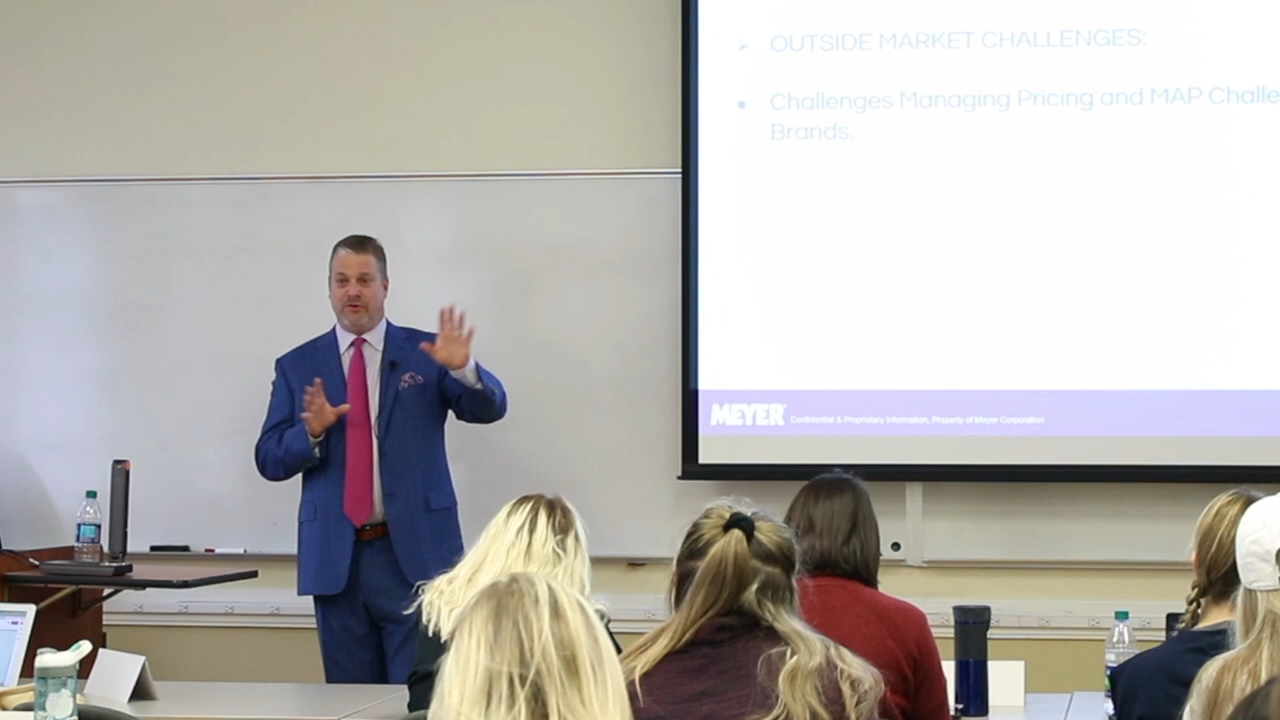 OUTSIDE MARKET CHALLENGES:
Challenges Managing Pricing and MAP Challe
Brands.
MEYER Confidential & Proprietary Information, Property of Meyer Corporation